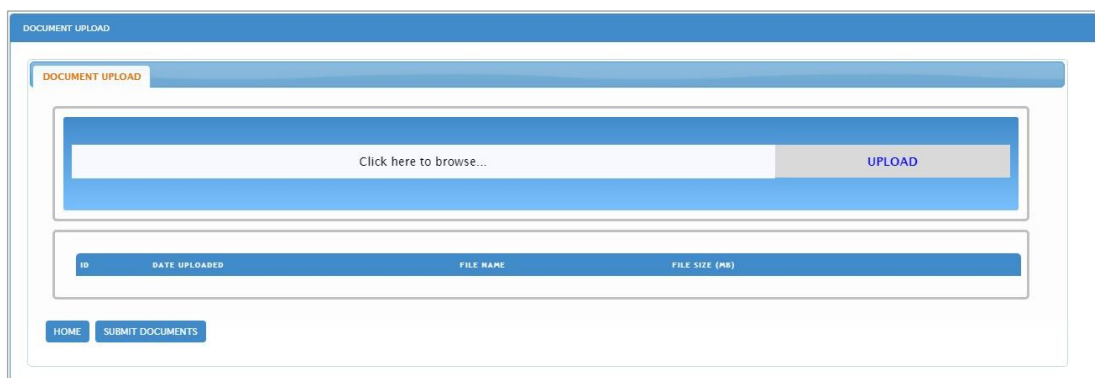 DOCUMENT UPLOAD
DOCUMENT UPLOAD
Click here to browse... UPLOAD
ID DATE UPLOADED FILE NAME FILE SIZE (MB)
HOME SUBMIT DOCUMENTS